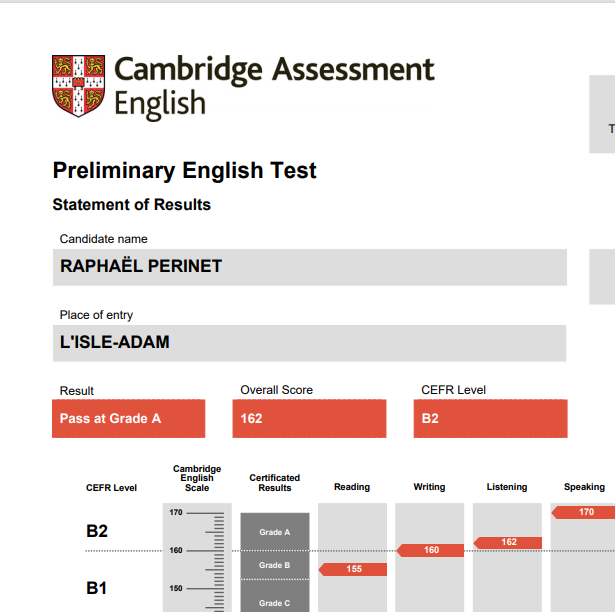 Cambridge Assessment
English
T
Preliminary English Test
Statement of Results
Candidate name
RAPHAËL PERINET
Place of entry
L'ISLE-ADAM
Result Overall Score CEFR Level
Pass at Grade A 162 B2
CEFR Level Cambridge English Scale Certificated Results Reading Writing Listening Speaking
170 170
B2 Grade A 162
160 160
Grade B 155
B1 150
Grade C